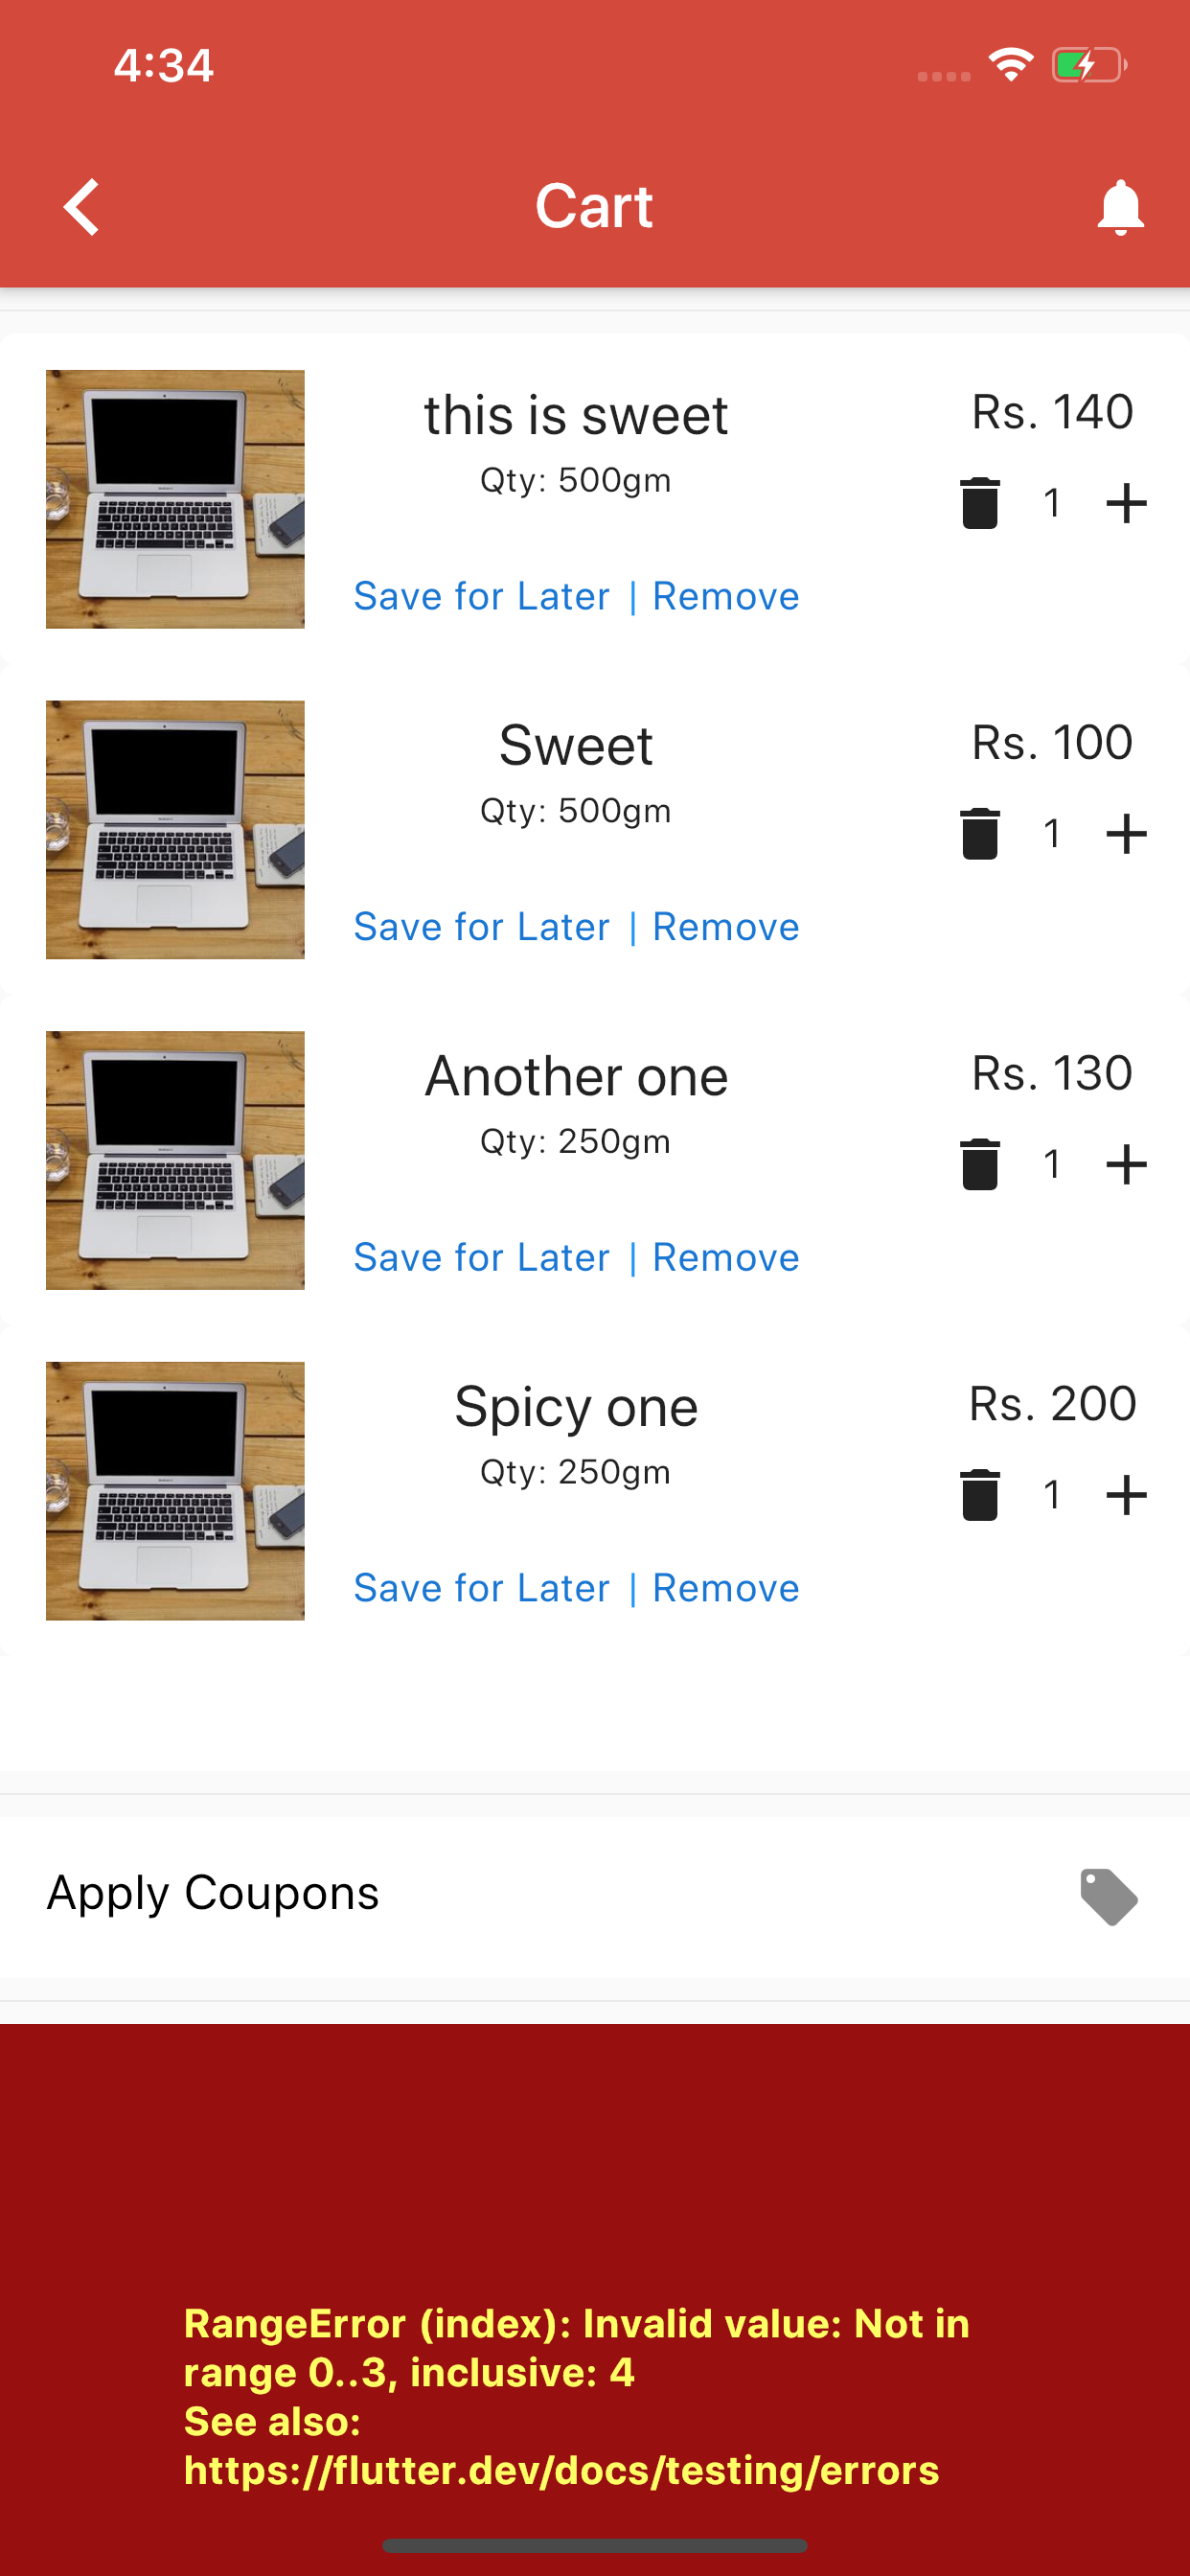 4:34
Cart
this is sweet
Rs. 140
Qty: 500gm
1
Save for Later | Remove
Sweet
Rs. 100
Qty: 500gm
1
Save for Later | Remove
Another one
Rs. 130
Qty: 250gm
1
Save for Later | Remove
Spicy one
Rs. 200
Qty: 250gm
1
Save for Later | Remove
Apply Coupons
RangeError (index): Invalid value: Not in
range 0..3, inclusive: 4
See also:
https://flutter.dev/docs/testing/errors